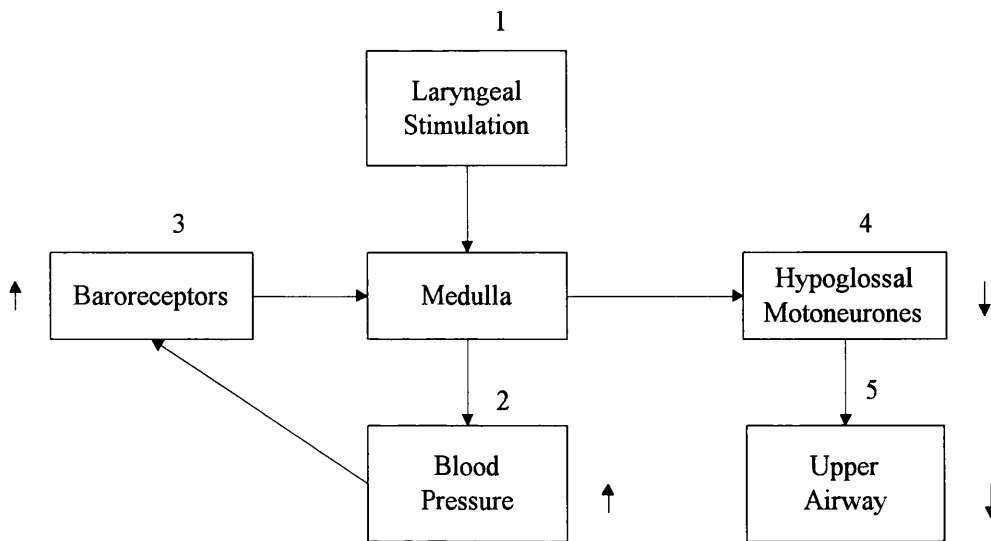 1
Laryngeal
Stimulation
3
4
Baroreceptors
Medulla
Hypoglossal
Motoneurones
2
5
Blood
Pressure
Upper
Airway